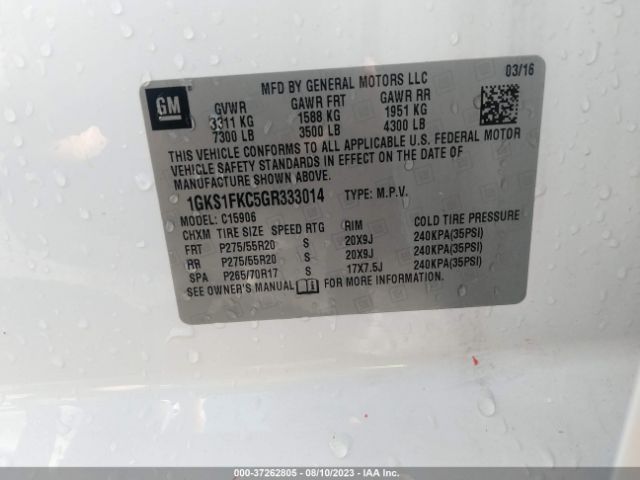 MFD BY GENERAL MOTORS LLC 03/16
GM
GVWR GAWR FRT GAWR RR
3311 KG 1588 KG 1951 KG
7300 LB 3500 LB 4300 LB
THIS VEHICLE CONFORMS TO ALL APPLICABLE U.S. FEDERAL MOTOR
VEHICLE SAFETY STANDARDS IN EFFECT ON THE DATE OF
MANUFACTURE SHOWN ABOVE.
1GKS1FKC5GR333014 TYPE: M.P.V.
MODEL: C15906
CHXM TIRE SIZE SPEED RTG RIM COLD TIRE PRESSURE
FRT P275/55R20 S 20X9J 240KPA(35PSI)
RR P275/55R20 S 20X9J 240KPA(35PSI)
SPA P265/70R17 S 17X7.5J 240KPA(35PSI)
SEE OWNER'S MANUAL FOR MORE INFORMATION.
000-37262805 - 08/10/2023 - IAA Inc.